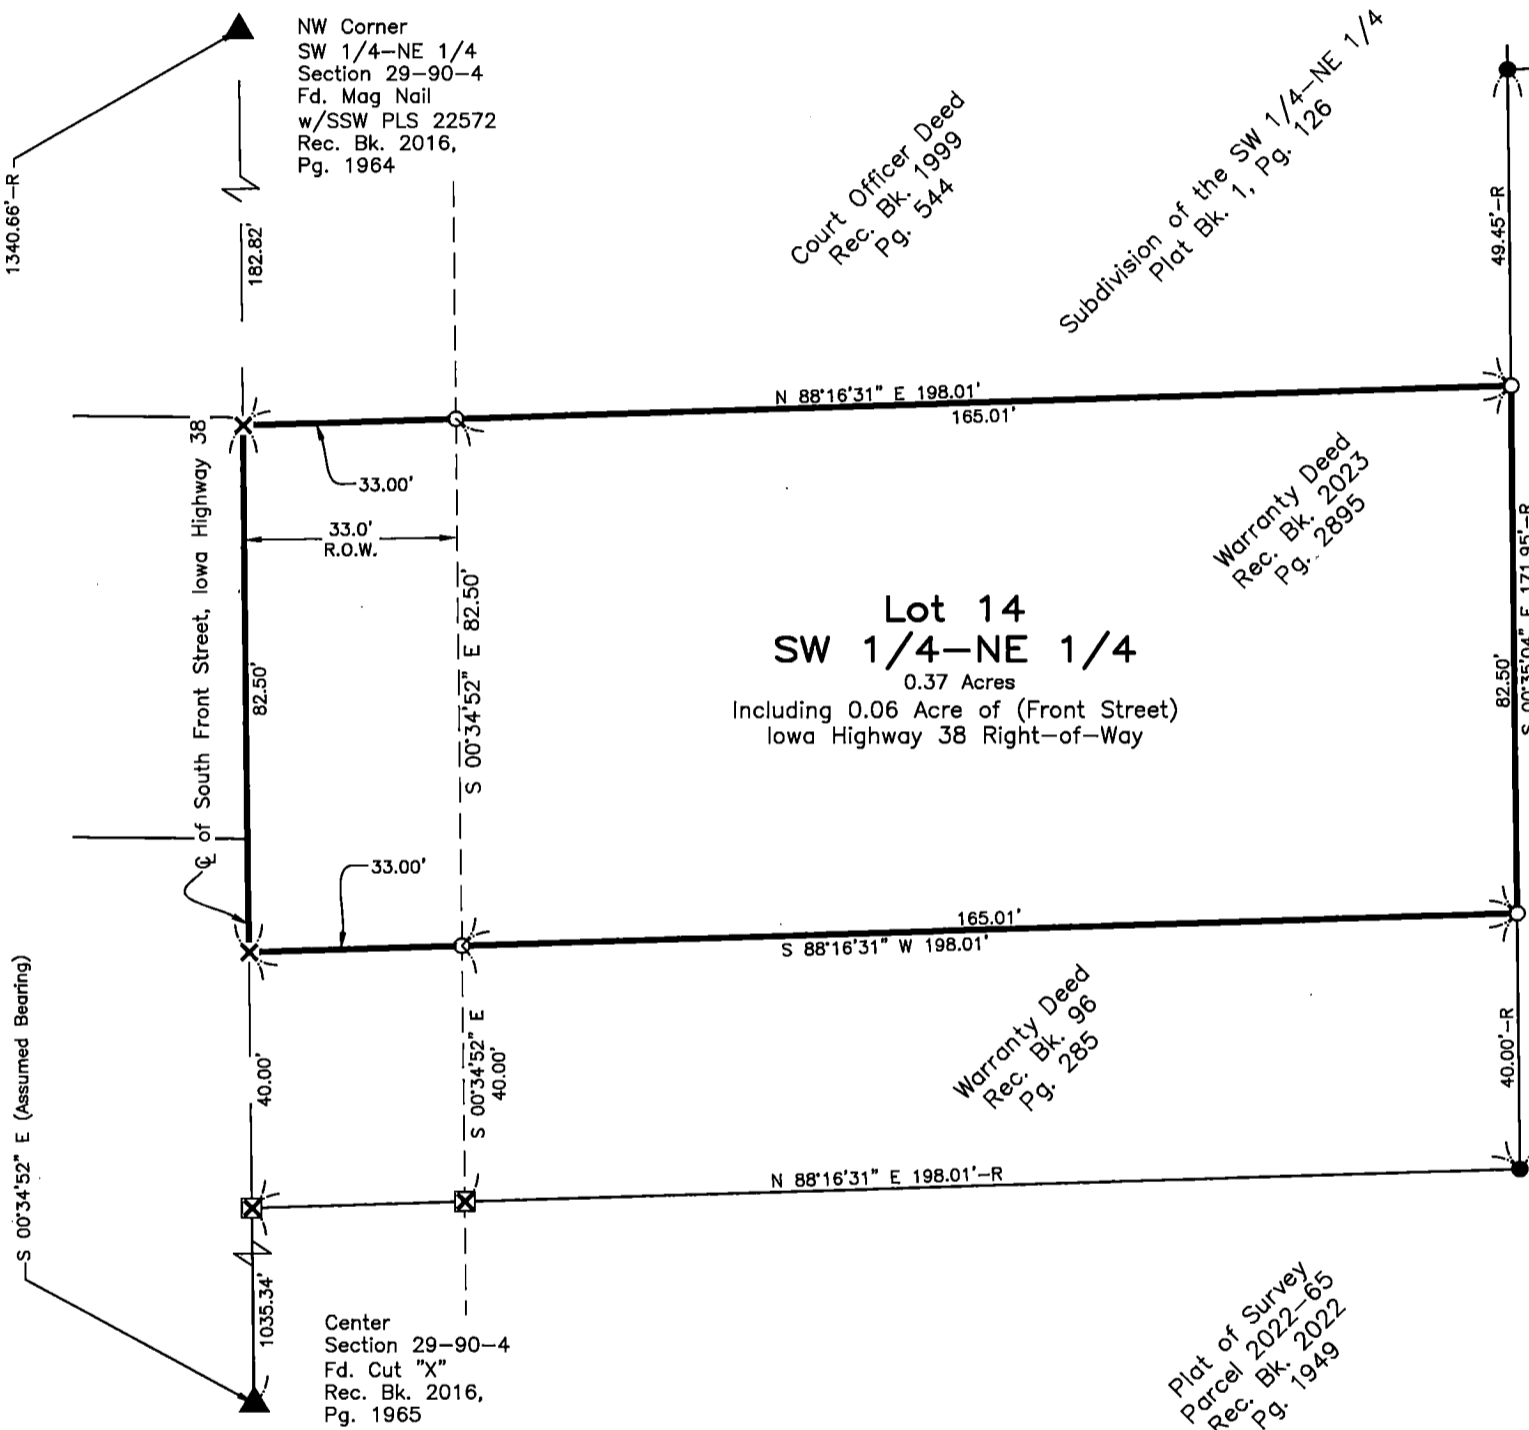 NW Corner
SW 1/4-NE 1/4
Section 29-90-4
Fd. Mag Nail
w/SSW PLS 22572
Rec. Bk. 2016,
Pg. 1964
1340.66'-R
182.82'
Court Officer Deed
Rec. Bk. 1999
Pg. 544
Subdivision of the SW 1/4-NE 1/4
Plat Bk. 1, Pg. 126
49.45'-R
N 88°16'31" E 198.01'
165.01'
33.00'
33.0'
R.O.W.
℄ of South Front Street, Iowa Highway 38
82.50'
S 00°34'52" E 82.50'
Warranty Deed
Rec. Bk. 2023
Pg. 2895
Lot 14
SW 1/4-NE 1/4
0.37 Acres
Including 0.06 Acre of (Front Street)
Iowa Highway 38 Right-of-Way
82.50'
S 00°35'04" E 171.95'-R
33.00'
165.01'
S 88°16'31" W 198.01'
S 00°34'52" E (Assumed Bearing)
40.00'
S 00°34'52" E
40.00'
Warranty Deed
Rec. Bk. 96
Pg. 285
40.00'-R
N 88°16'31" E 198.01'-R
1035.34'
Center
Section 29-90-4
Fd. Cut "X"
Rec. Bk. 2016,
Pg. 1965
Plat of Survey
Parcel 2022-65
Rec. Bk. 2022
Pg. 1949